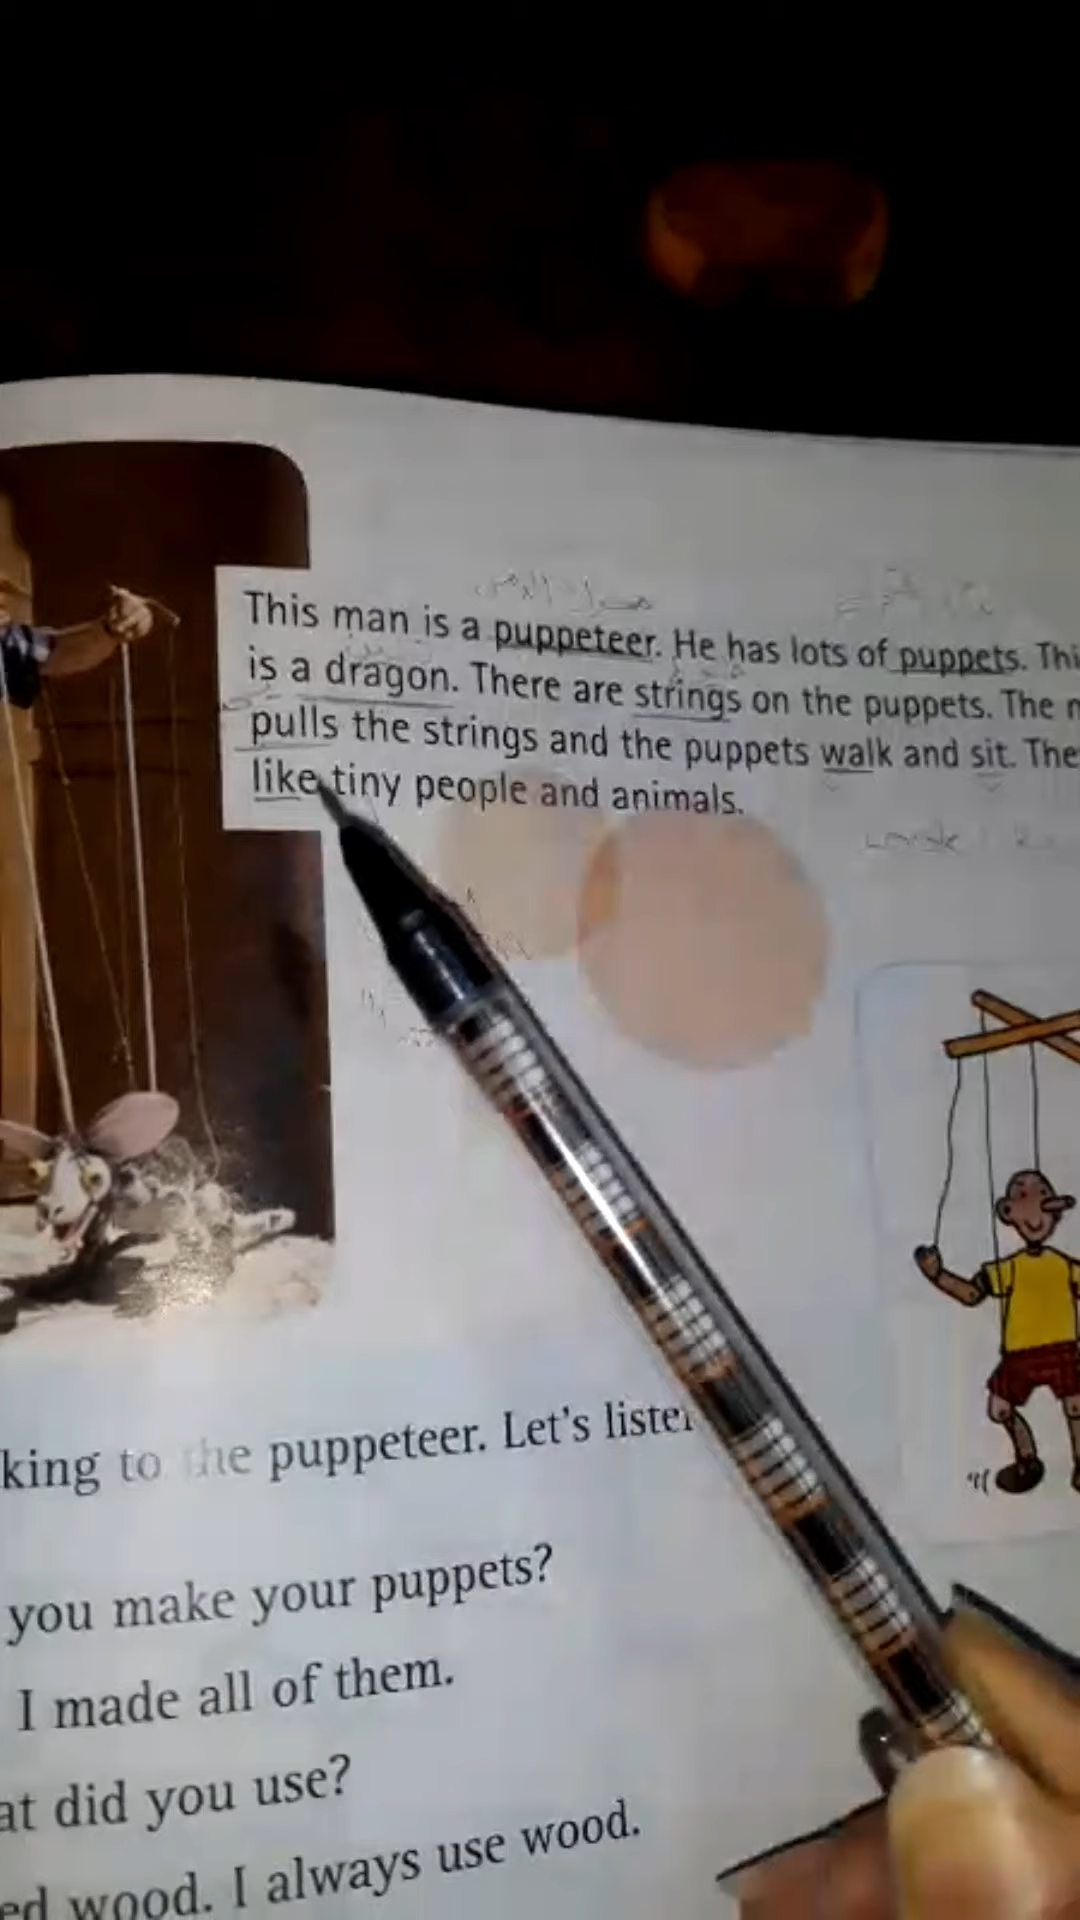 This man is a puppeteer. He has lots of puppets. Thi
is a dragon. There are strings on the puppets. The
pulls the strings and the puppets walk and sit. The
like tiny people and animals.
king to the puppeteer. Let's listen
you make your puppets?
I made all of them.
at did you use?
ed wood. I always use wood.